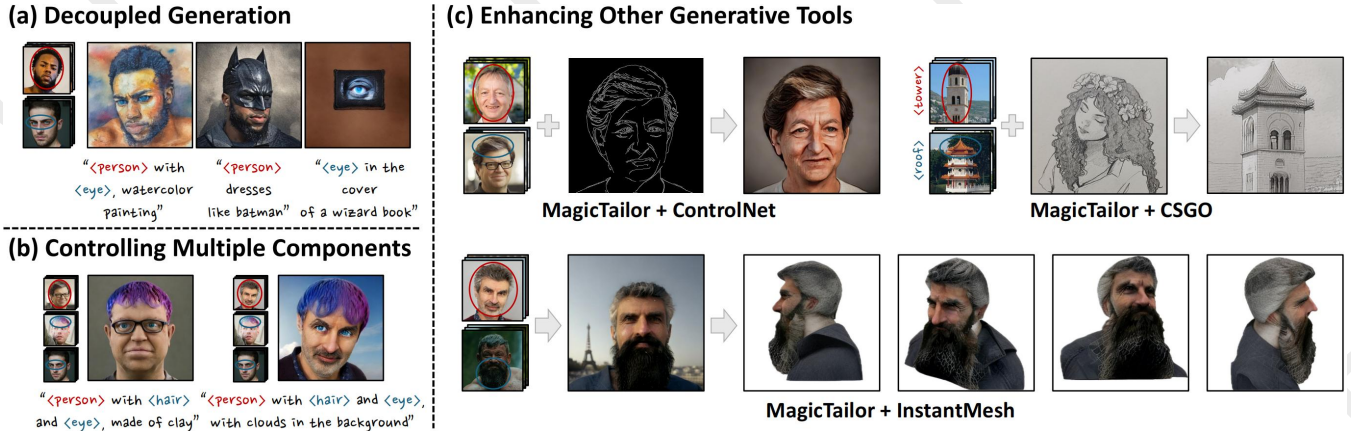 (a) Decoupled Generation
"<person> with
<eye>, watercolor
painting"
"<person>
dresses
like batman"
"<eye> in the
cover
of a wizard book"
(b) Controlling Multiple Components
"<person> with <hair>
and <eye>, made of clay"
"<person> with <hair> and <eye>,
with clouds in the background"
(c) Enhancing Other Generative Tools
MagicTailor + ControlNet
<tower>
<roof>
MagicTailor + CSGO
MagicTailor + InstantMesh